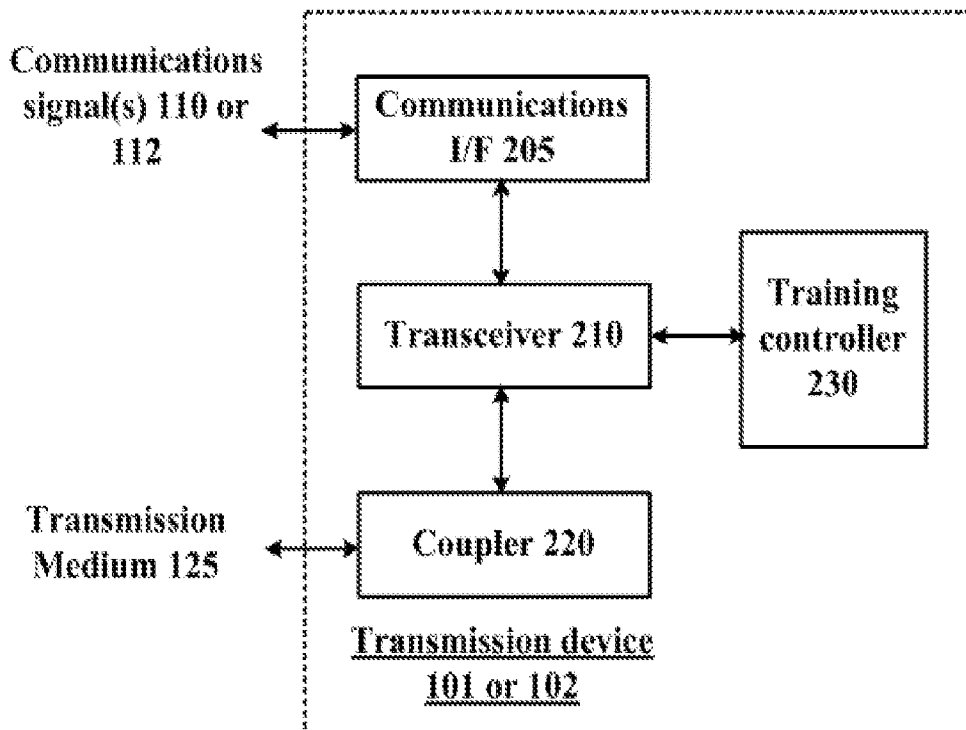 Communications
signal(s) 110 or
112
Communications
I/F 205
Transceiver 210
Training
controller
230
Transmission
Medium 125
Coupler 220
Transmission device
101 or 102